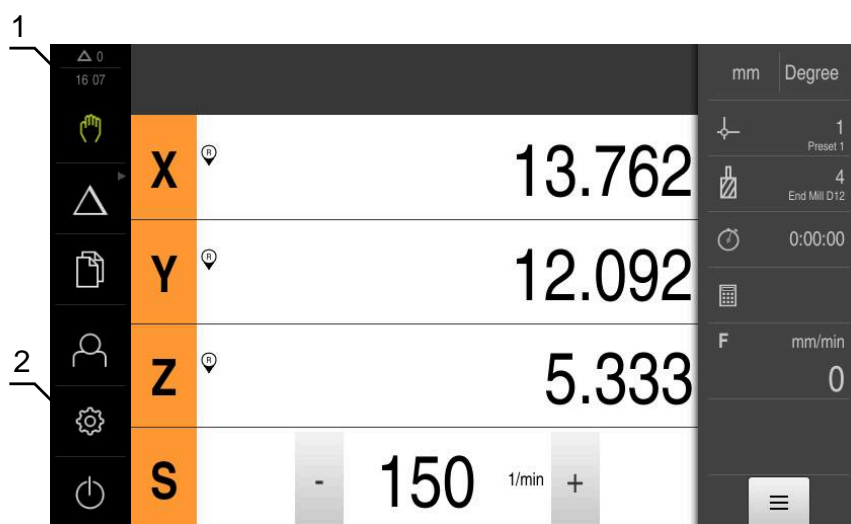 1
0
16 07
2
X R 13.762
Y R 12.092
Z R 5.333
S - 150 1/min +
mm Degree
1
Preset 1
4
End Mill D12
0:00:00
F mm/min
0